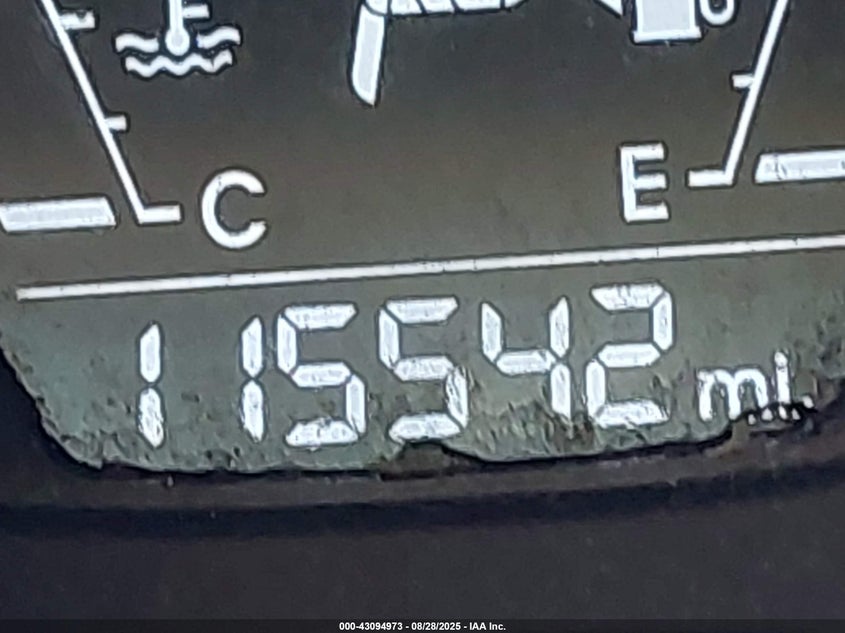 C
E
115542 mi.
000-43094973 - 08/28/2025 - IAA Inc.